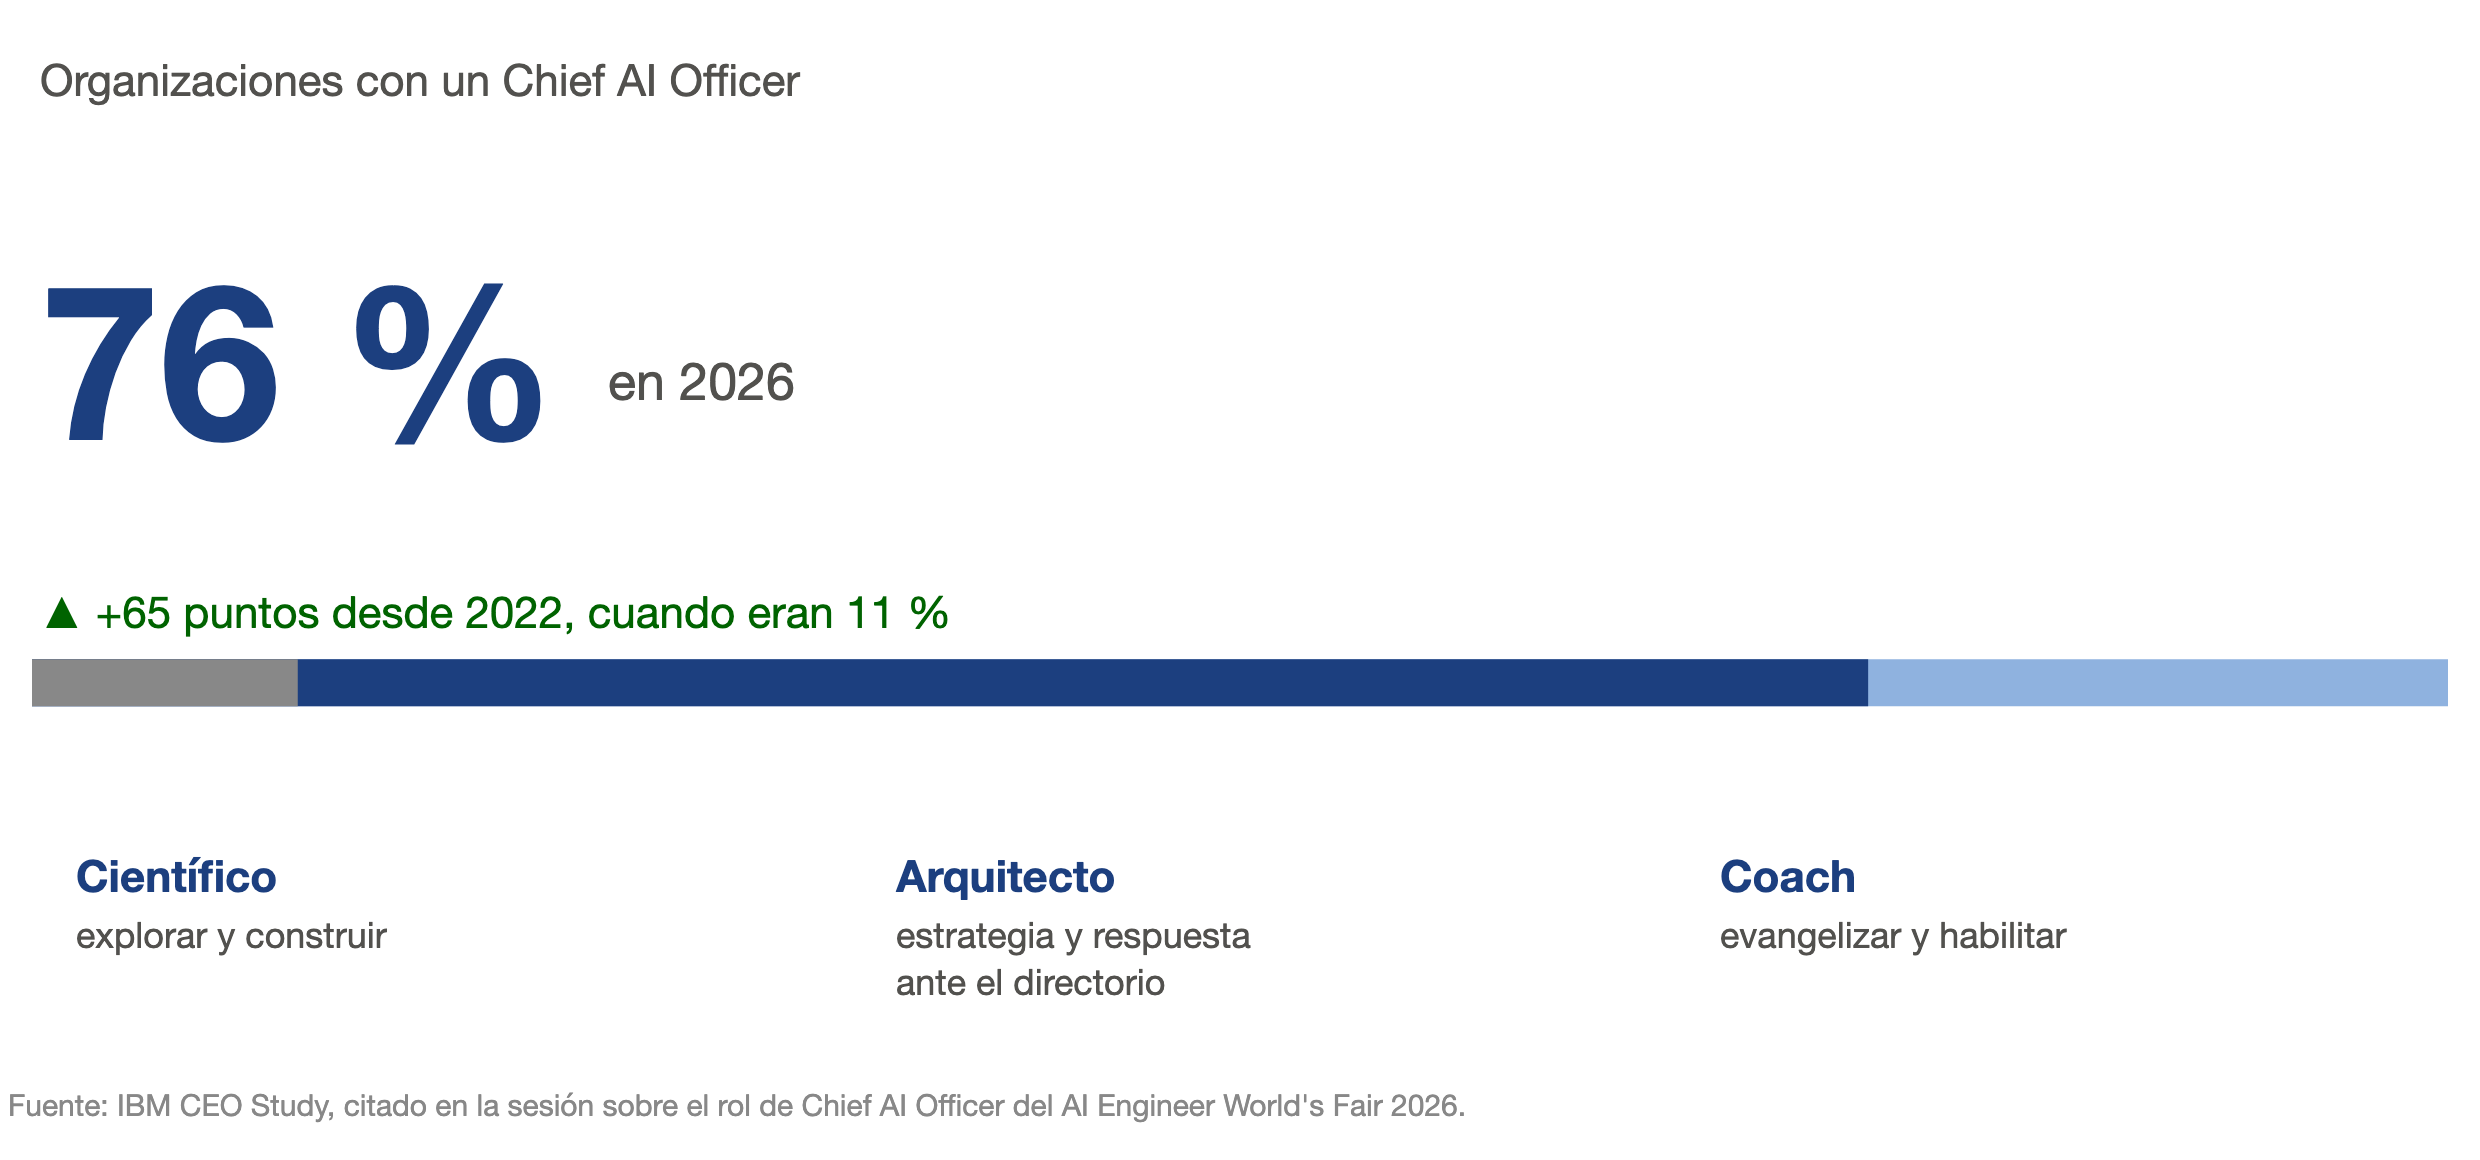 Organizaciones con un Chief AI Officer
76 % en 2026
▲ +65 puntos desde 2022, cuando eran 11 %
Científico
explorar y construir
Arquitecto
estrategia y respuesta
ante el directorio
Coach
evangelizar y habilitar
Fuente: IBM CEO Study, citado en la sesión sobre el rol de Chief AI Officer del AI Engineer World's Fair 2026.